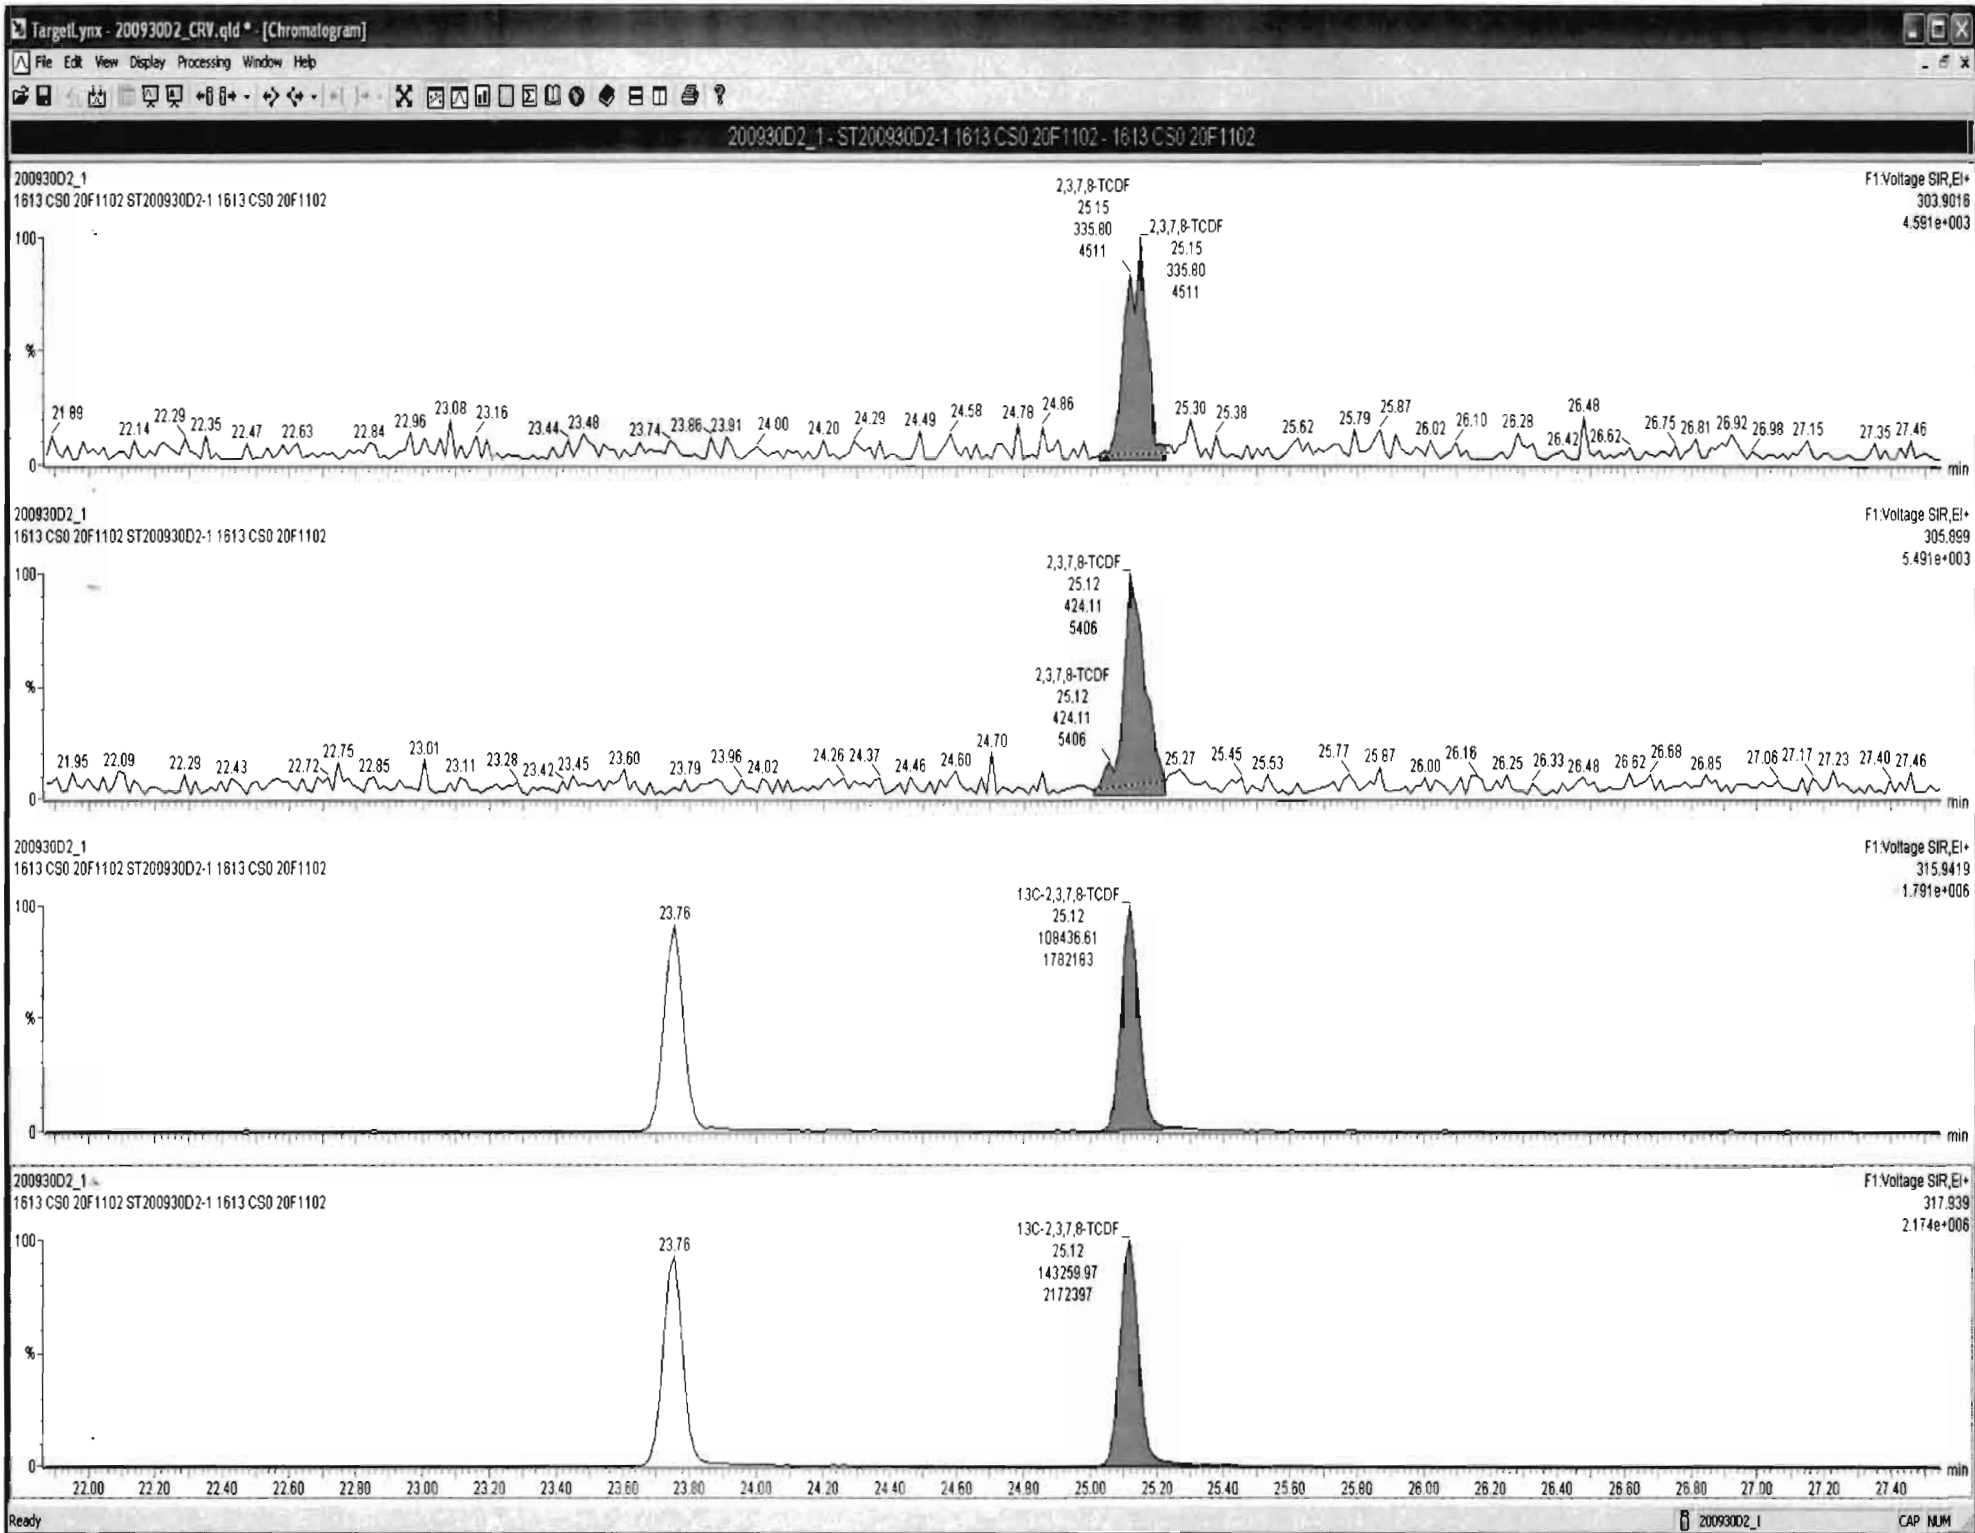 TargetLynx - 200930D2_CRV.qld * - [Chromatogram]
File Edit View Display Processing Window Help
200930D2_1 - ST200930D2-1 1613 CS0 20F1102 - 1613 CS0 20F1102
200930D2_1
1613 CS0 20F1102 ST200930D2-1 1613 CS0 20F1102
F1:Voltage SIR,EI+
303.9016
4.591e+003
2,3,7,8-TCDF
25.15
335.80
4511
2,3,7,8-TCDF
25.15
335.80
4511
100
%
0
21.89 22.14 22.29 22.35 22.47 22.63 22.84 22.96 23.08 23.16 23.44 23.48 23.74 23.86 23.91 24.00 24.20 24.29 24.49 24.58 24.78 24.86 25.30 25.38 25.62 25.79 25.87 26.02 26.10 26.28 26.42 26.48 26.62 26.75 26.81 26.92 26.98 27.15 27.35 27.46
min
200930D2_1
1613 CS0 20F1102 ST200930D2-1 1613 CS0 20F1102
F1:Voltage SIR,EI+
305.899
5.491e+003
2,3,7,8-TCDF
25.12
424.11
5406
2,3,7,8-TCDF
25.12
424.11
5406
100
%
0
21.95 22.09 22.29 22.43 22.72 22.75 22.85 23.01 23.11 23.28 23.42 23.45 23.60 23.79 23.96 24.02 24.26 24.37 24.46 24.60 24.70 25.27 25.45 25.53 25.77 25.87 26.00 26.16 26.25 26.33 26.48 26.62 26.68 26.85 27.06 27.17 27.23 27.40 27.46
min
200930D2_1
1613 CS0 20F1102 ST200930D2-1 1613 CS0 20F1102
F1:Voltage SIR,EI+
315.9419
1.791e+006
100
%
0
23.76
13C-2,3,7,8-TCDF
25.12
108436.61
1782163
min
200930D2_1
1613 CS0 20F1102 ST200930D2-1 1613 CS0 20F1102
F1:Voltage SIR,EI+
317.939
2.174e+006
100
%
0
23.76
13C-2,3,7,8-TCDF
25.12
143259.97
2172397
min
22.00 22.20 22.40 22.60 22.80 23.00 23.20 23.40 23.60 23.80 24.00 24.20 24.40 24.60 24.80 25.00 25.20 25.40 25.60 25.80 26.00 26.20 26.40 26.60 26.80 27.00 27.20 27.40
Ready
200930D2_1 CAP NUM